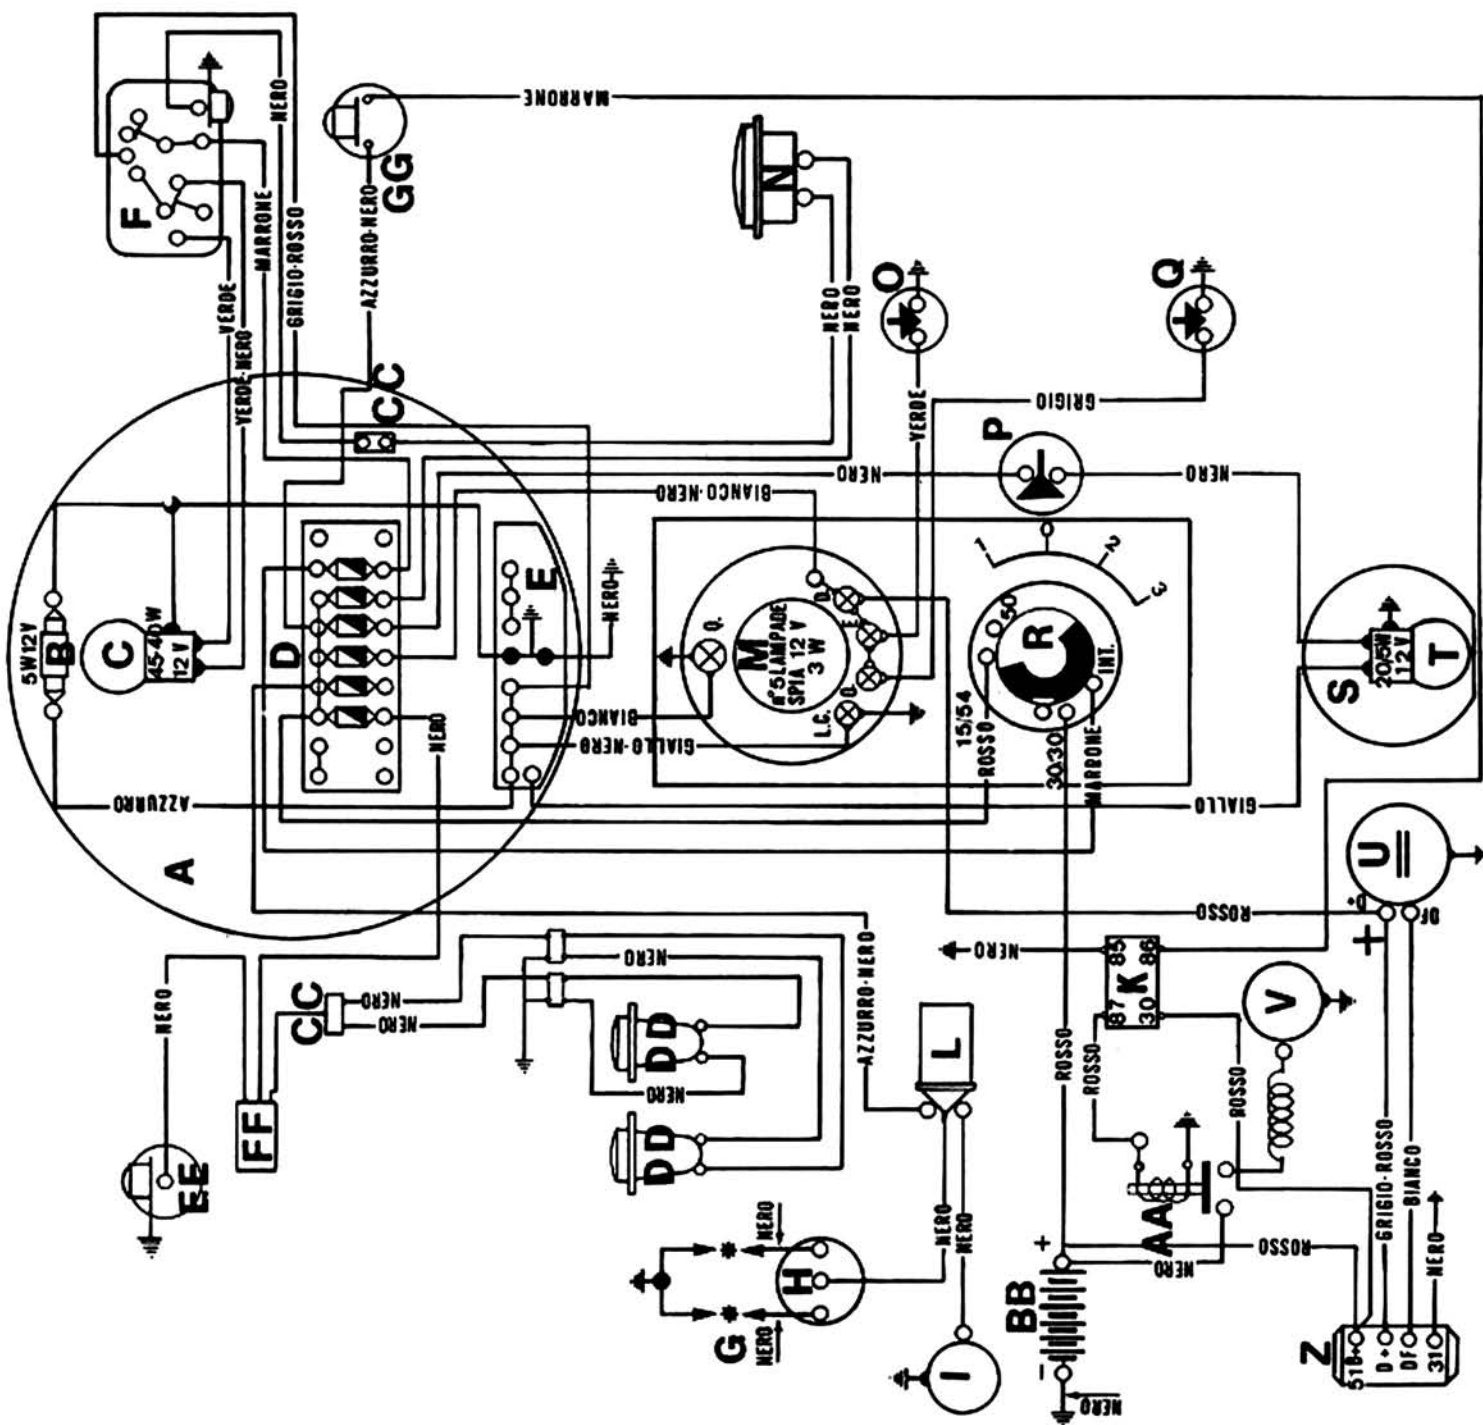 F
NERO
MARRONE
GRIGIO-ROSSO
VERDE
VERDE-NERO
GG
AZZURRO-NERO
MARRONE
CC
N
NERO
NERO
O
VERDE
Q
GRIGIO
P
NERO
NERO
BIANCO-NERO
5W12V
B
C
45-40W
12 V
D
E
NERO
A
AZZURRO
NERO
BIANCO
GIALLO-NERO
M
N°5 LAMPADE
SPIA 12 V
3 W
Q.
D.
E.
O.
L.C.
R
50
15/54
30
30
INT.
1
0
2
3
ROSSO
MARRONE
S
20/5W
12 V
T
GIALLO
U
D+
DF
+
ROSSO
EE
NERO
FF
CC
NERO
NERO
NERO
DD
NERO
DD
AZZURRO-NERO
L
NERO
K
85
86
87
30
V
ROSSO
ROSSO
ROSSO
G
NERO
NERO
H
NERO
NERO
I
BB
+
-
NERO
AA
NERO
ROSSO
Z
51B+
D+
DF
31
GRIGIO-ROSSO
BIANCO
NERO